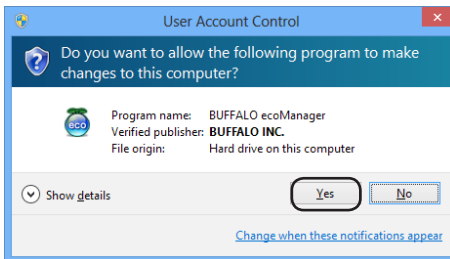 User Account Control
Do you want to allow the following program to make
changes to this computer?
eco
Program name: BUFFALO ecoManager
Verified publisher: BUFFALO INC.
File origin: Hard drive on this computer
Show details Yes No
Change when these notifications appear